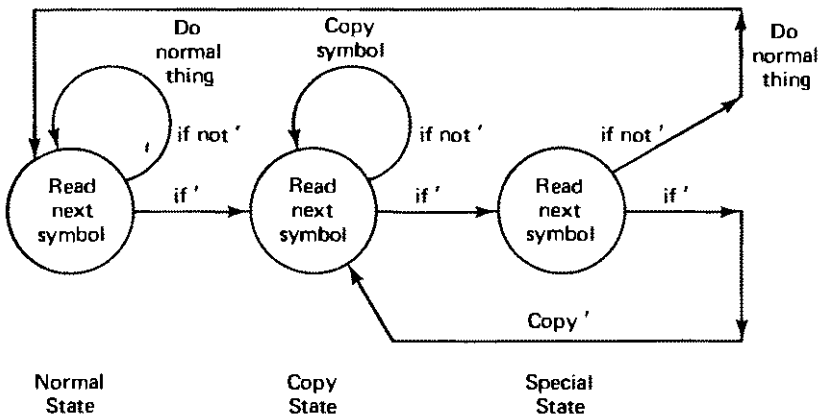 Do
normal
thing
Copy
symbol
Do
normal
thing
if not '
if not '
if not '
Read
next
symbol
if '
Read
next
symbol
if '
Read
next
symbol
if '
Copy '
Normal
State
Copy
State
Special
State